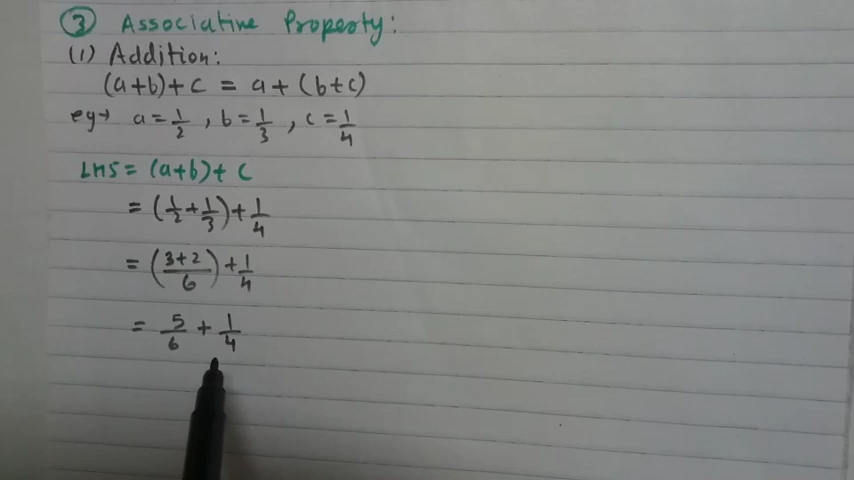 ③ Associative Property:
(1) Addition:
(a+b)+c = a+(b+c)
eg→ a=1/2, b=1/3, c=1/4
LHS = (a+b)+c
= (1/2+1/3)+1/4
= (3+2/6)+1/4
= 5/6 + 1/4